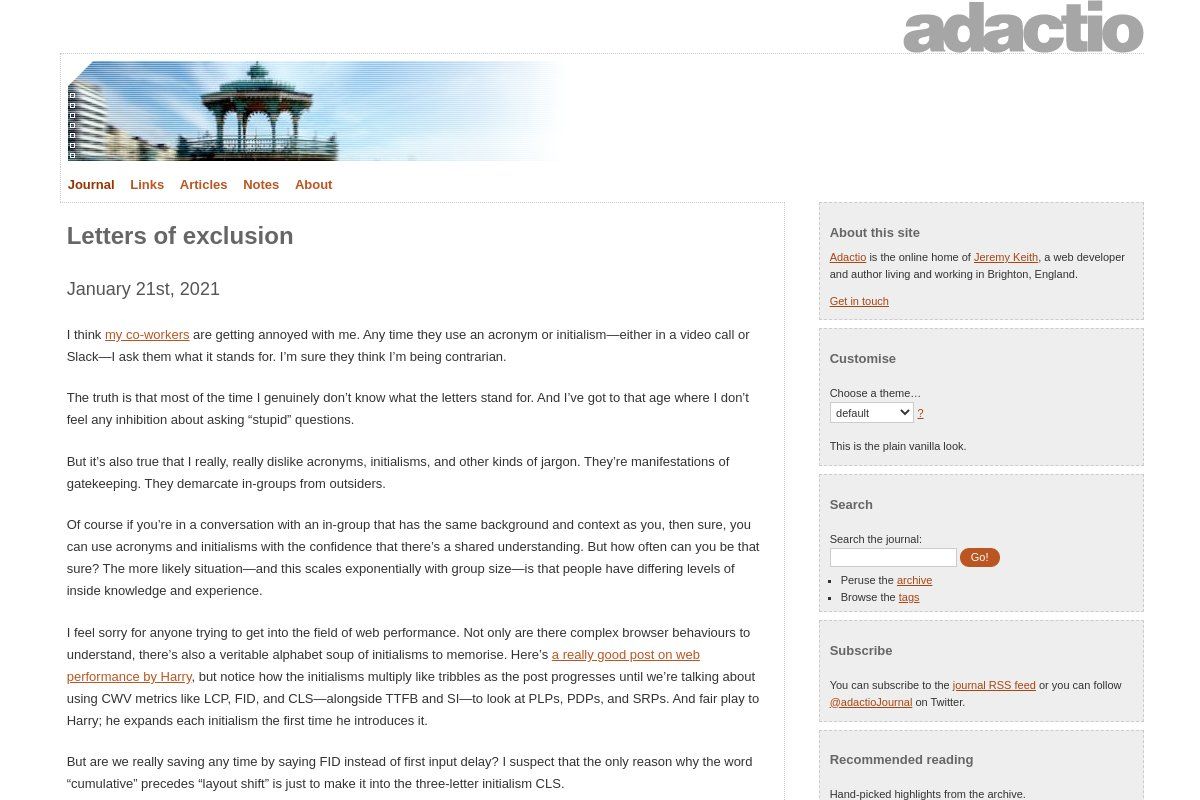 adactio
Journal Links Articles Notes About
Letters of exclusion
January 21st, 2021
I think my co-workers are getting annoyed with me. Any time they use an acronym or initialism—either in a video call or
Slack—I ask them what it stands for. I’m sure they think I’m being contrarian.
The truth is that most of the time I genuinely don’t know what the letters stand for. And I’ve got to that age where I don’t
feel any inhibition about asking “stupid” questions.
But it’s also true that I really, really dislike acronyms, initialisms, and other kinds of jargon. They’re manifestations of
gatekeeping. They demarcate in-groups from outsiders.
Of course if you’re in a conversation with an in-group that has the same background and context as you, then sure, you
can use acronyms and initialisms with the confidence that there’s a shared understanding. But how often can you be that
sure? The more likely situation—and this scales exponentially with group size—is that people have differing levels of
inside knowledge and experience.
I feel sorry for anyone trying to get into the field of web performance. Not only are there complex browser behaviours to
understand, there’s also a veritable alphabet soup of initialisms to memorise. Here’s a really good post on web
performance by Harry, but notice how the initialisms multiply like tribbles as the post progresses until we’re talking about
using CWV metrics like LCP, FID, and CLS—alongside TTFB and SI—to look at PLPs, PDPs, and SRPs. And fair play to
Harry; he expands each initialism the first time he introduces it.
But are we really saving any time by saying FID instead of first input delay? I suspect that the only reason why the word
“cumulative” precedes “layout shift” is just to make it into the three-letter initialism CLS.
About this site
Adactio is the online home of Jeremy Keith, a web developer
and author living and working in Brighton, England.
Get in touch
Customise
Choose a theme…
default ?
This is the plain vanilla look.
Search
Search the journal:
Go!
Peruse the archive
Browse the tags
Subscribe
You can subscribe to the journal RSS feed or you can follow
@adactioJournal on Twitter.
Recommended reading
Hand-picked highlights from the archive.